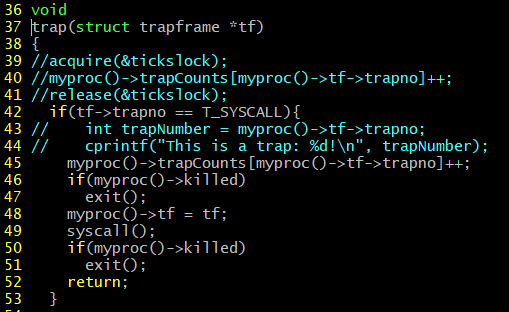 36 void
37 trap(struct trapframe *tf)
38 {
39 //acquire(&tickslock);
40 //myproc()->trapCounts[myproc()->tf->trapno]++;
41 //release(&tickslock);
42   if(tf->trapno == T_SYSCALL){
43 //    int trapNumber = myproc()->tf->trapno;
44 //    cprintf("This is a trap: %d!\n", trapNumber);
45     myproc()->trapCounts[myproc()->tf->trapno]++;
46     if(myproc()->killed)
47       exit();
48     myproc()->tf = tf;
49     syscall();
50     if(myproc()->killed)
51       exit();
52     return;
53   }